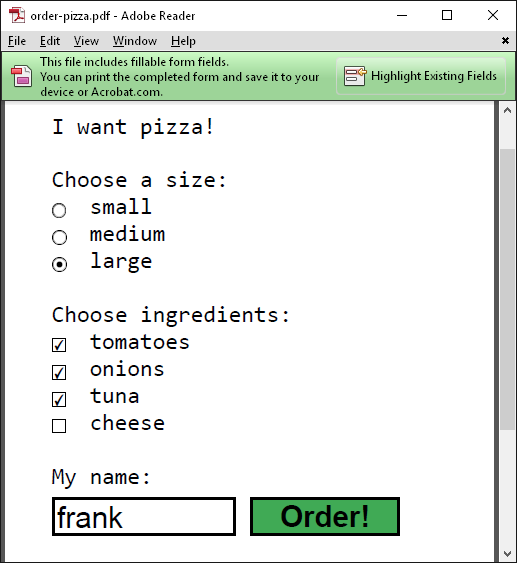 order-pizza.pdf - Adobe Reader
File Edit View Window Help
This file includes fillable form fields.
You can print the completed form and save it to your
device or Acrobat.com.
Highlight Existing Fields
I want pizza!
Choose a size:
small
medium
large
Choose ingredients:
tomatoes
onions
tuna
cheese
My name:
frank Order!